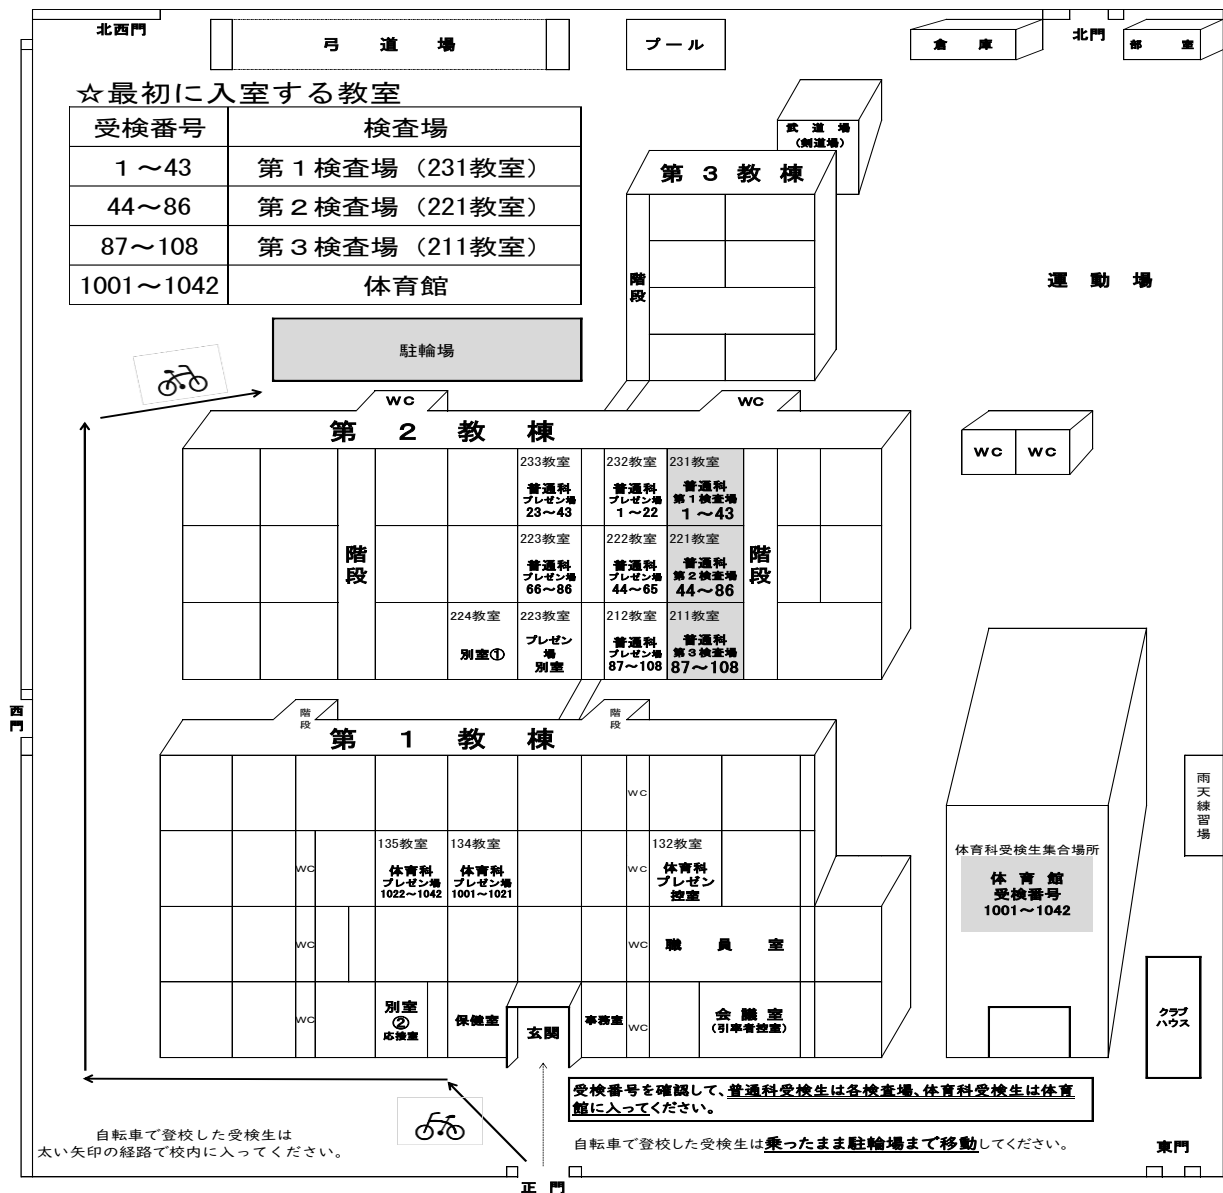 北西門
弓 道 場
プール
倉 庫
北門
部 室
☆最初に入室する教室
受検番号 検査場
１～43 第１検査場（231教室）
44～86 第２検査場（221教室）
87～108 第３検査場（211教室）
1001～1042 体育館
武 道 場
（剣道場）
第 ３ 教 棟
階段
運 動 場
駐輪場
WC
WC
第 ２ 教 棟
WC WC
233教室
普通科
プレゼン場
23～43
232教室
普通科
プレゼン場
1～22
231教室
普通科
第１検査場
1～43
階段
223教室
普通科
プレゼン場
66～86
222教室
普通科
プレゼン場
44～65
221教室
普通科
第２検査場
44～86
階段
224教室
別室①
223教室
プレゼン
場
別室
212教室
普通科
プレゼン場
87～108
211教室
普通科
第３検査場
87～108
西門
階段
階段
第 １ 教 棟
WC
雨天練習場
WC
135教室
体育科
プレゼン場
1022～1042
134教室
体育科
プレゼン場
1001～1021
WC
132教室
体育科
プレゼン
控室
体育科受検生集合場所
体 育 館
受検番号
1001～1042
WC
WC
職 員 室
WC
別室
②
応接室
保健室
玄関
事務室
WC
会 議 室
（引率者控室）
クラブ
ハウス
受検番号を確認して、普通科受検生は各検査場、体育科受検生は体育
館に入ってください。
自転車で登校した受検生は
太い矢印の経路で校内に入ってください。
自転車で登校した受検生は乗ったまま駐輪場まで移動してください。
東門
正 門